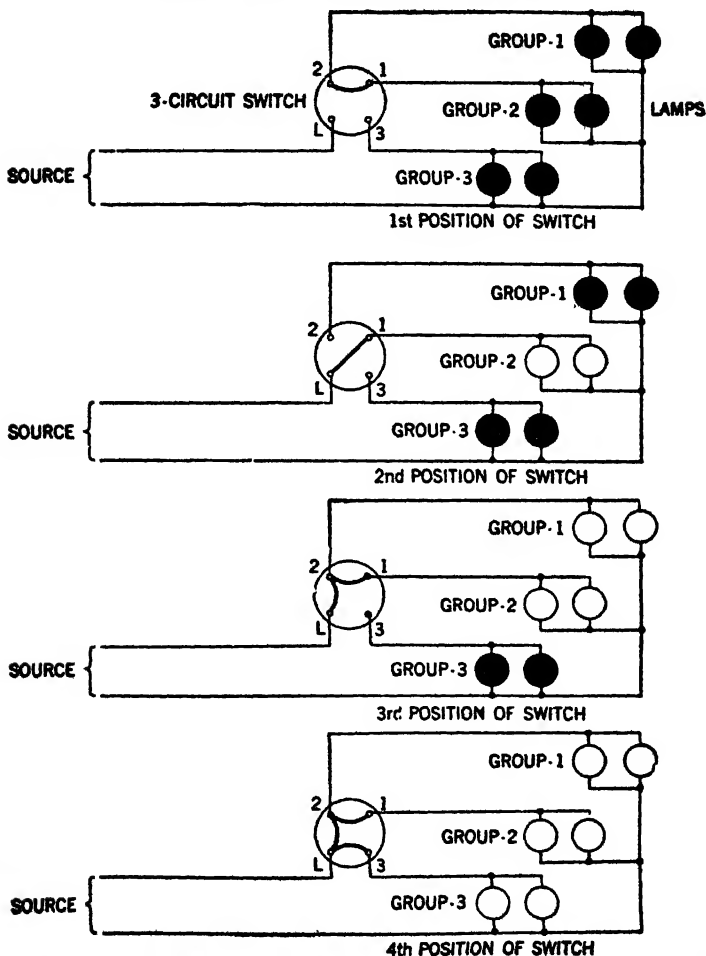 GROUP-1
2 1
3-CIRCUIT SWITCH
GROUP-2
LAMPS
L 3
SOURCE
GROUP-3
1st POSITION OF SWITCH
GROUP-1
2 1
GROUP-2
L 3
SOURCE
GROUP-3
2nd POSITION OF SWITCH
GROUP-1
2 1
GROUP-2
L 3
SOURCE
GROUP-3
3rd POSITION OF SWITCH
GROUP-1
2 1
GROUP-2
L 3
SOURCE
GROUP-3
4th POSITION OF SWITCH